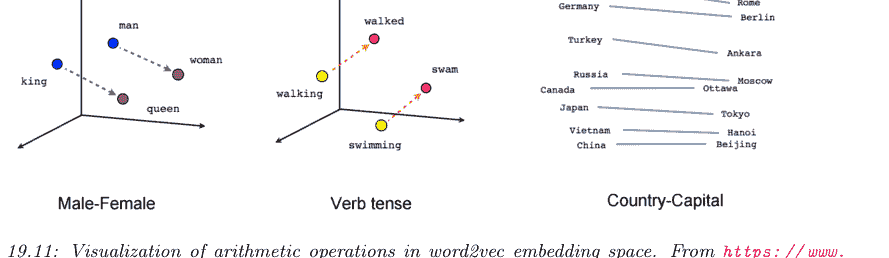 man
woman
king
queen
Male-Female
walked
swam
walking
swimming
Verb tense
Rome
Germany Berlin
Turkey Ankara
Russia Moscow
Canada Ottawa
Japan Tokyo
Vietnam Hanoi
China Beijing
Country-Capital
19.11: Visualization of arithmetic operations in word2vec embedding space. From https://www.